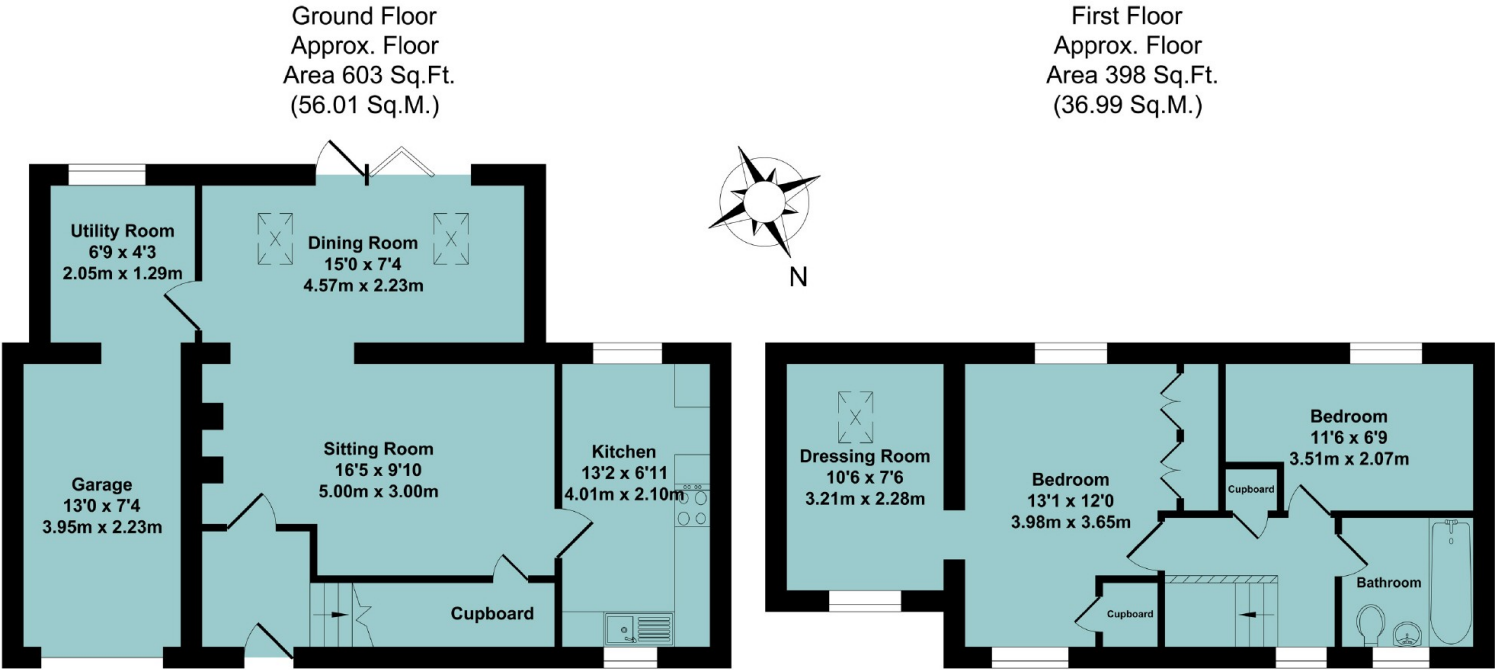 Ground Floor
Approx. Floor
Area 603 Sq.Ft.
(56.01 Sq.M.)
First Floor
Approx. Floor
Area 398 Sq.Ft.
(36.99 Sq.M.)
N
Utility Room
6'9 x 4'3
2.05m x 1.29m
Dining Room
15'0 x 7'4
4.57m x 2.23m
Sitting Room
16'5 x 9'10
5.00m x 3.00m
Kitchen
13'2 x 6'11
4.01m x 2.10m
Garage
13'0 x 7'4
3.95m x 2.23m
Cupboard
Dressing Room
10'6 x 7'6
3.21m x 2.28m
Bedroom
13'1 x 12'0
3.98m x 3.65m
Bedroom
11'6 x 6'9
3.51m x 2.07m
Cupboard
Bathroom
Cupboard